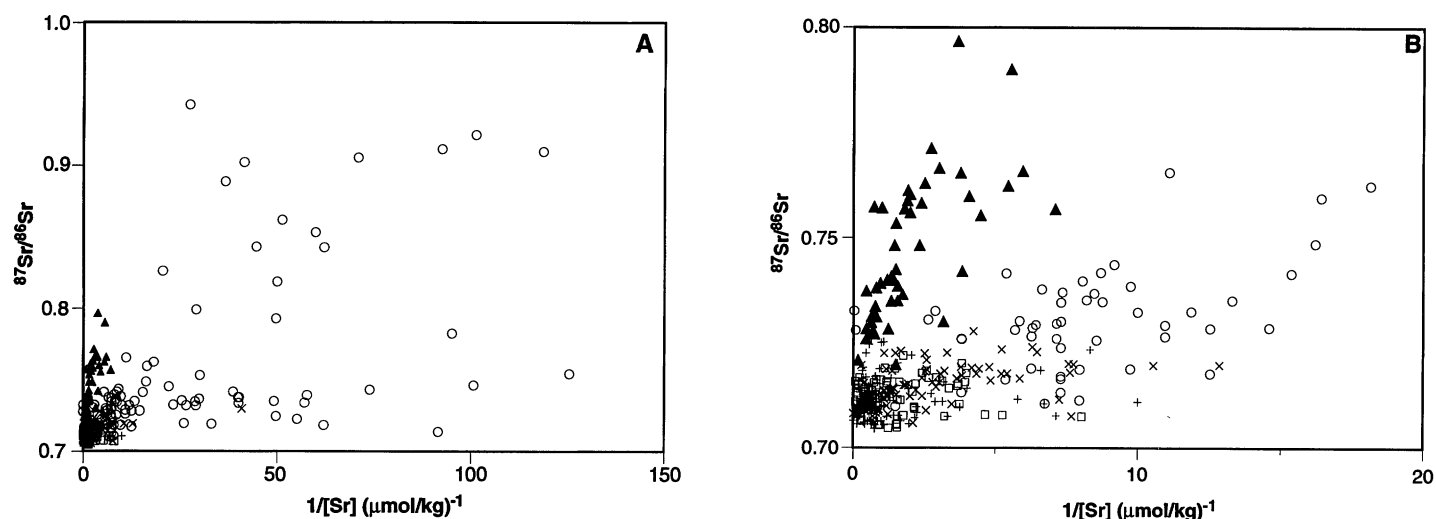 A
1.0
0.9
0.8
0.7
⁸⁷Sr/⁸⁶Sr
0 50 100 150
1/[Sr] (μmol/kg)⁻¹
B
0.80
0.75
0.70
⁸⁷Sr/⁸⁶Sr
0 10 20
1/[Sr] (μmol/kg)⁻¹